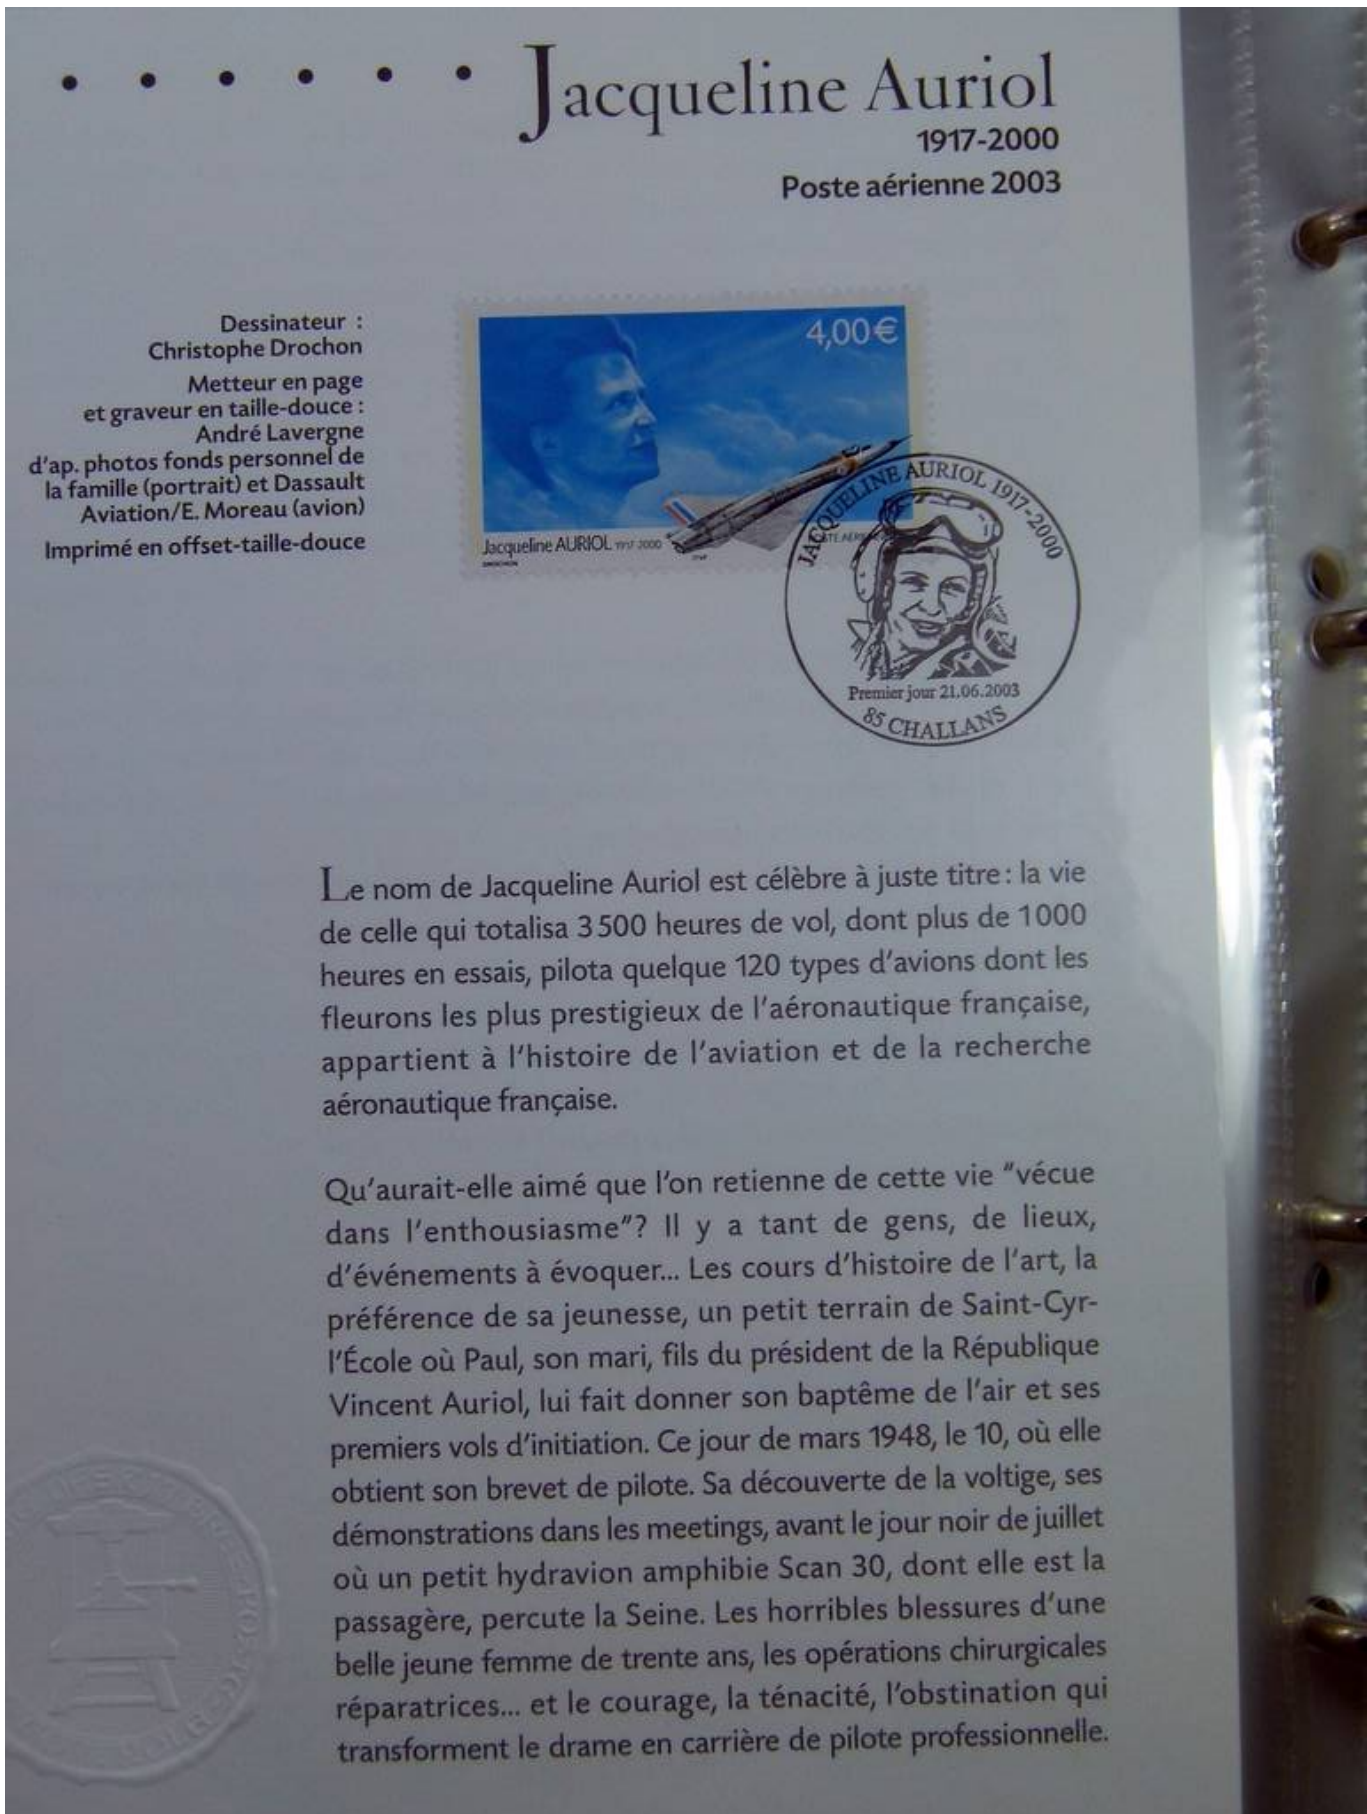 Jacqueline Auriol
1917-2000
Poste aérienne 2003
Dessinateur :
Christophe Drochon
Metteur en page
et graveur en taille-douce :
André Lavergne
d'ap. photos fonds personnel de
la famille (portrait) et Dassault
Aviation/E. Moreau (avion)
Imprimé en offset-taille-douce
4,00€
Jacqueline AURIOL 1917-2000
DROCHON
JACQUELINE AURIOL 1917-2000
Premier jour 21.06.2003
85 CHALLANS
Le nom de Jacqueline Auriol est célèbre à juste titre : la vie
de celle qui totalisa 3 500 heures de vol, dont plus de 1 000
heures en essais, pilota quelque 120 types d'avions dont les
fleurons les plus prestigieux de l'aéronautique française,
appartient à l'histoire de l'aviation et de la recherche
aéronautique française.
Qu'aurait-elle aimé que l'on retienne de cette vie "vécue
dans l'enthousiasme"? Il y a tant de gens, de lieux,
d'événements à évoquer... Les cours d'histoire de l'art, la
préférence de sa jeunesse, un petit terrain de Saint-Cyr-
l'École où Paul, son mari, fils du président de la République
Vincent Auriol, lui fait donner son baptême de l'air et ses
premiers vols d'initiation. Ce jour de mars 1948, le 10, où elle
obtient son brevet de pilote. Sa découverte de la voltige, ses
démonstrations dans les meetings, avant le jour noir de juillet
où un petit hydravion amphibie Scan 30, dont elle est la
passagère, percute la Seine. Les horribles blessures d'une
belle jeune femme de trente ans, les opérations chirurgicales
réparatrices... et le courage, la ténacité, l'obstination qui
transforment le drame en carrière de pilote professionnelle.